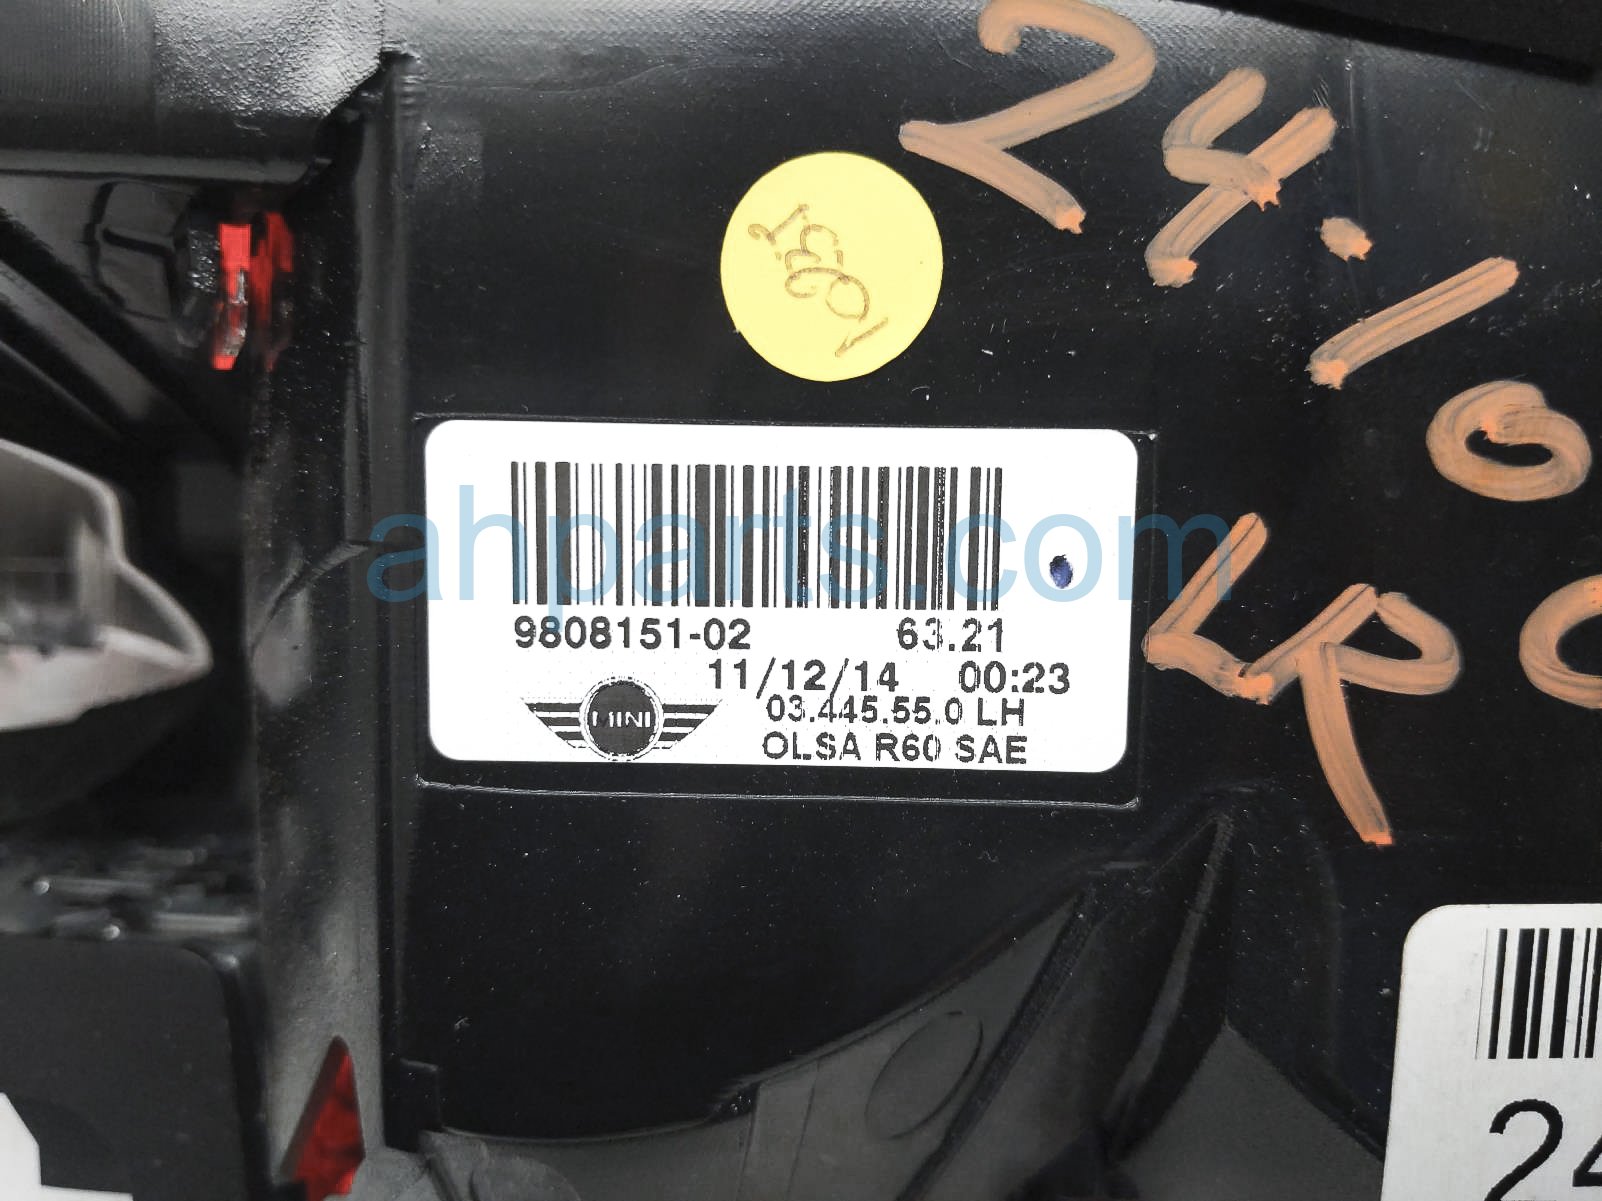 24.10
LR
9808151-02 63.21
11/12/14 00:23
MINI
03.445.55.0 LH
OLSA R60 SAE
ahparts.com
24